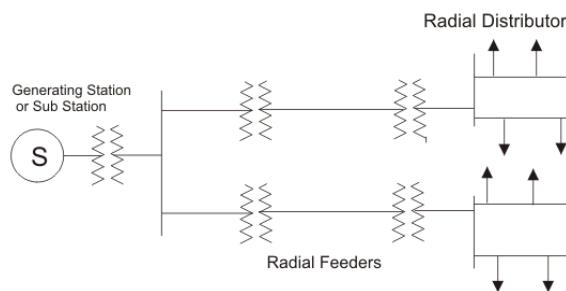 Radial Distributor
Generating Station
or Sub Station
S
Radial Feeders